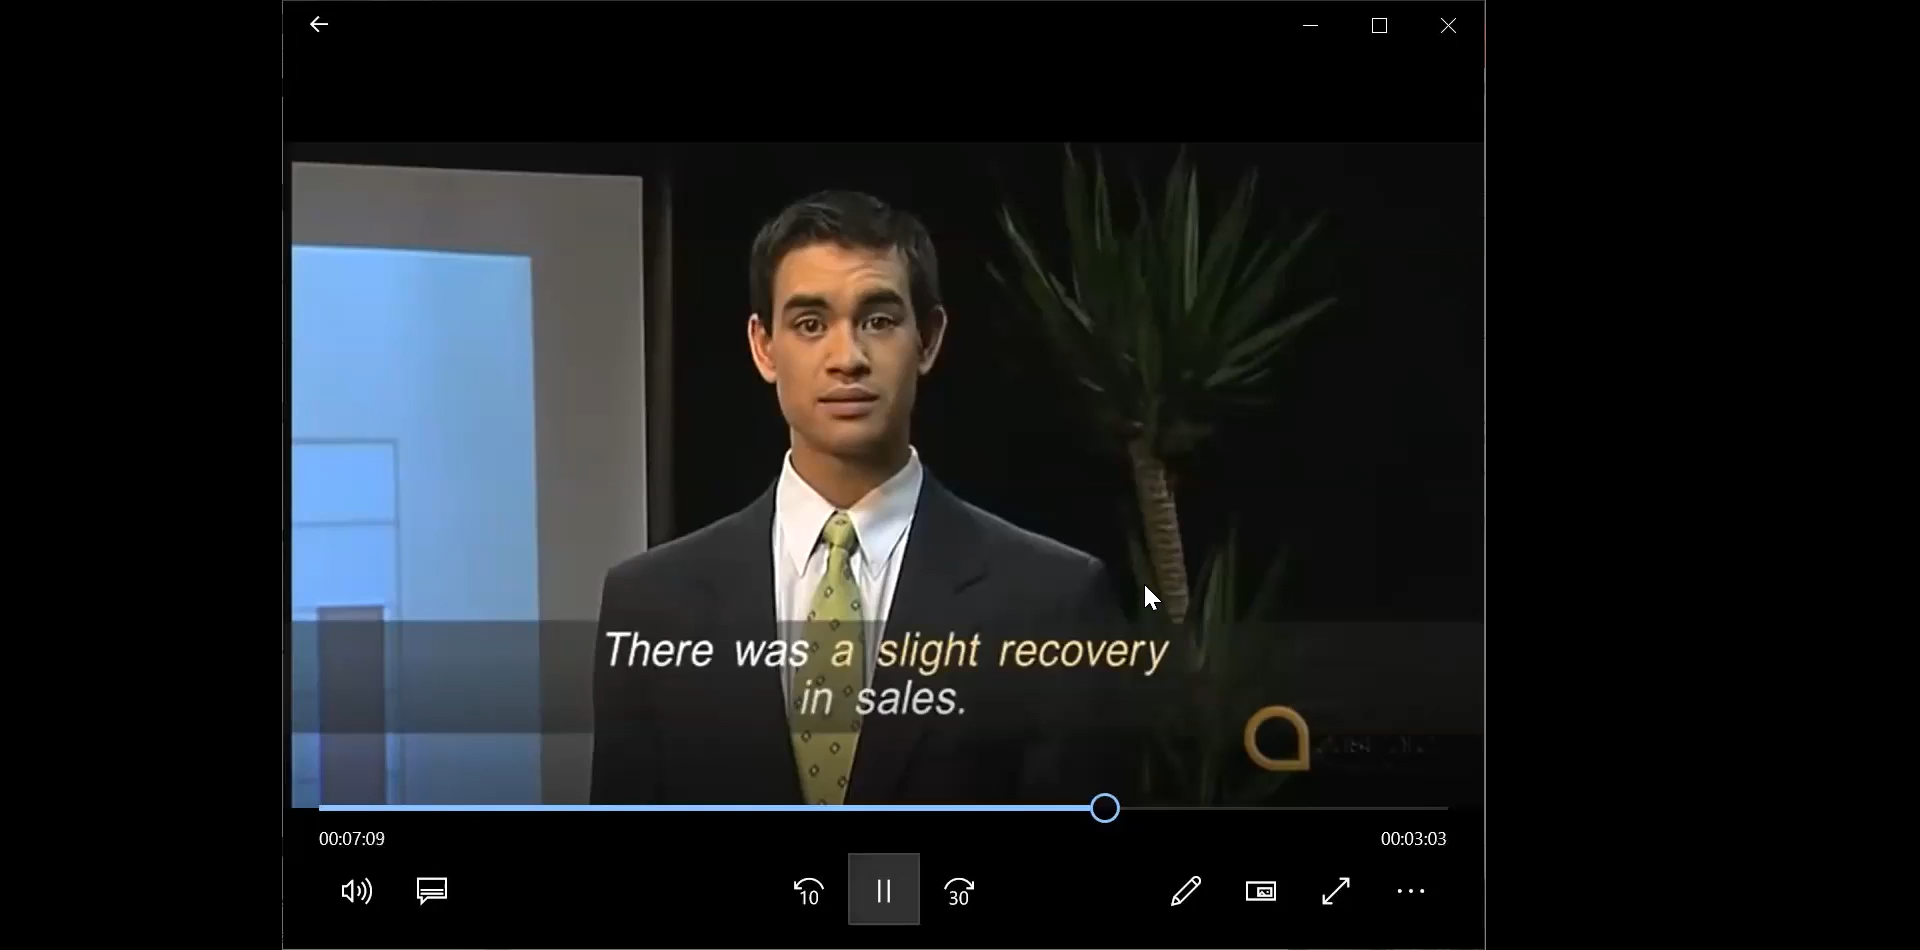 There was a slight recovery
in sales.
00:07:09
00:03:03
10
30